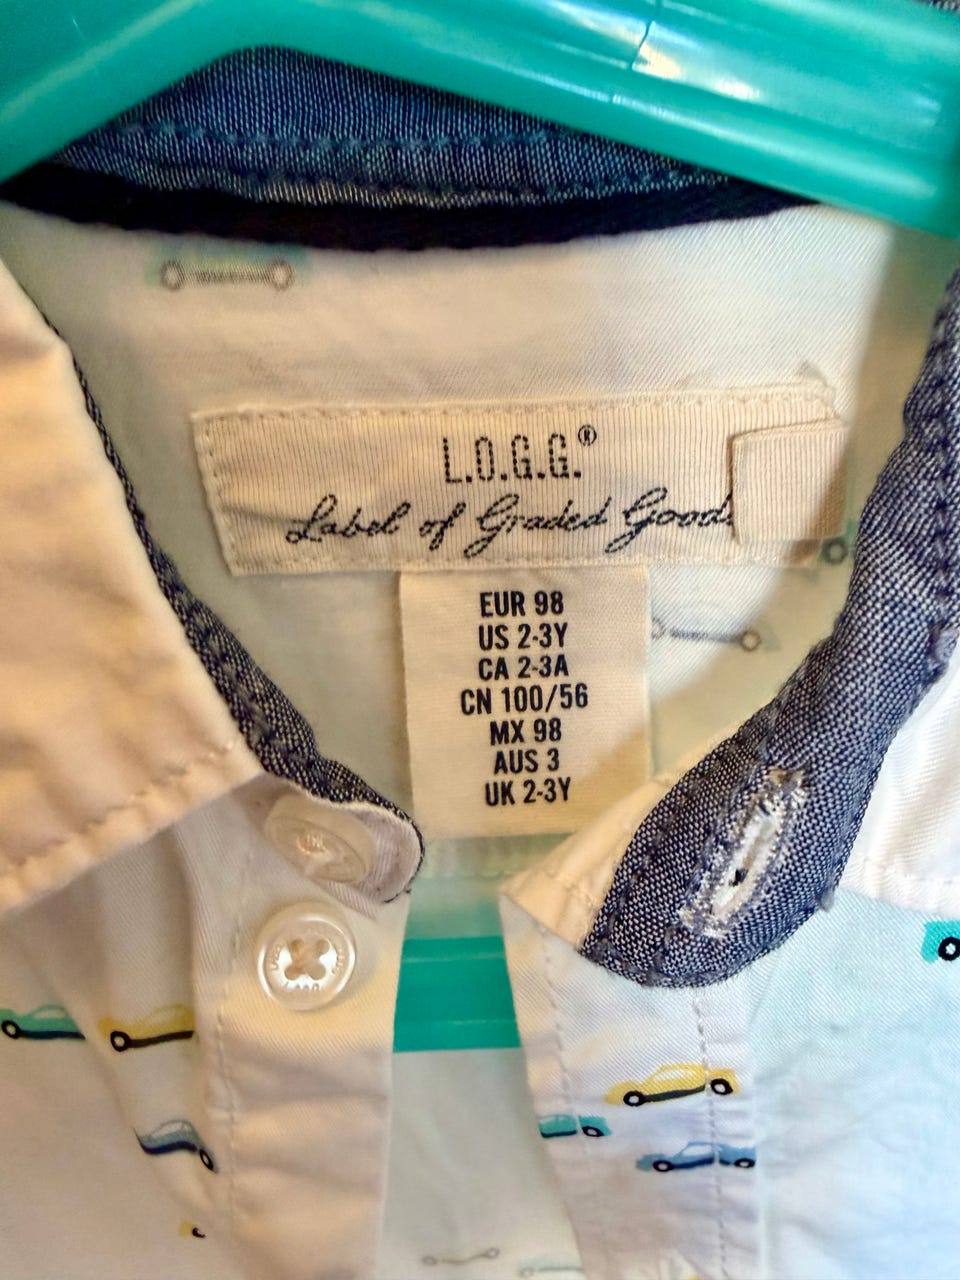 L.O.G.G.®
Label of Graded Goods
EUR 98
US 2-3Y
CA 2-3A
CN 100/56
MX 98
AUS 3
UK 2-3Y